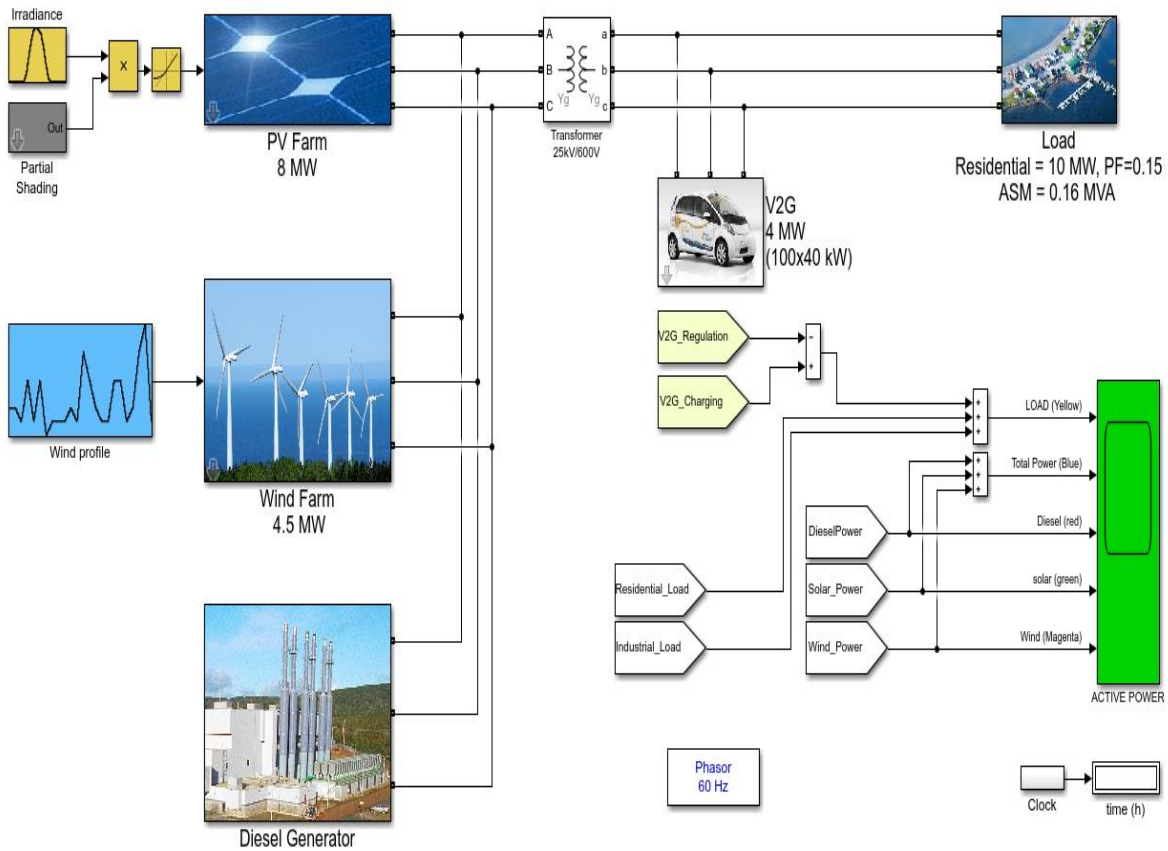 Irradiance
×
Out
Partial
Shading
PV Farm
8 MW
A
B
C
a
b
c
Yg
Yg
Transformer
25kV/600V
Load
Residential = 10 MW, PF=0.15
ASM = 0.16 MVA
V2G
4 MW
(100x40 kW)
Wind profile
Wind Farm
4.5 MW
V2G_Regulation
V2G_Charging
−
+
+
+
+
LOAD (Yellow)
+
+
+
Total Power (Blue)
DieselPower
Diesel (red)
Residential_Load
Solar_Power
solar (green)
Industrial_Load
Wind_Power
Wind (Magenta)
ACTIVE POWER
Diesel Generator
Phasor
60 Hz
Clock
time (h)